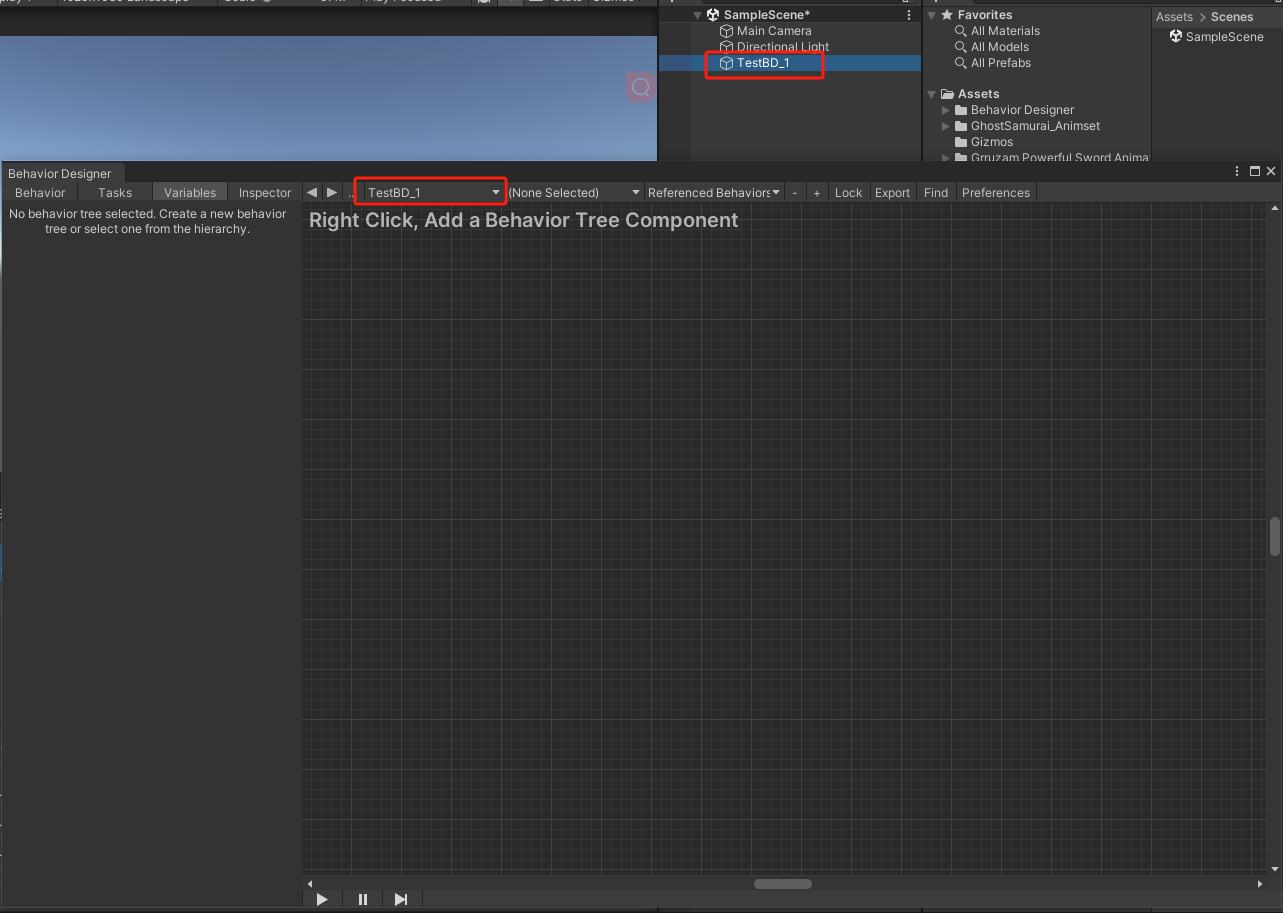 SampleScene*
Main Camera
Directional Light
TestBD_1
Favorites
All Materials
All Models
All Prefabs
Assets
Behavior Designer
GhostSamurai_Animset
Gizmos
Grruzam Powerful Sword Anima
Assets > Scenes
SampleScene
Behavior Designer
Behavior Tasks Variables Inspector
... TestBD_1 (None Selected) Referenced Behaviors - + Lock Export Find Preferences
No behavior tree selected. Create a new behavior
tree or select one from the hierarchy.
Right Click, Add a Behavior Tree Component